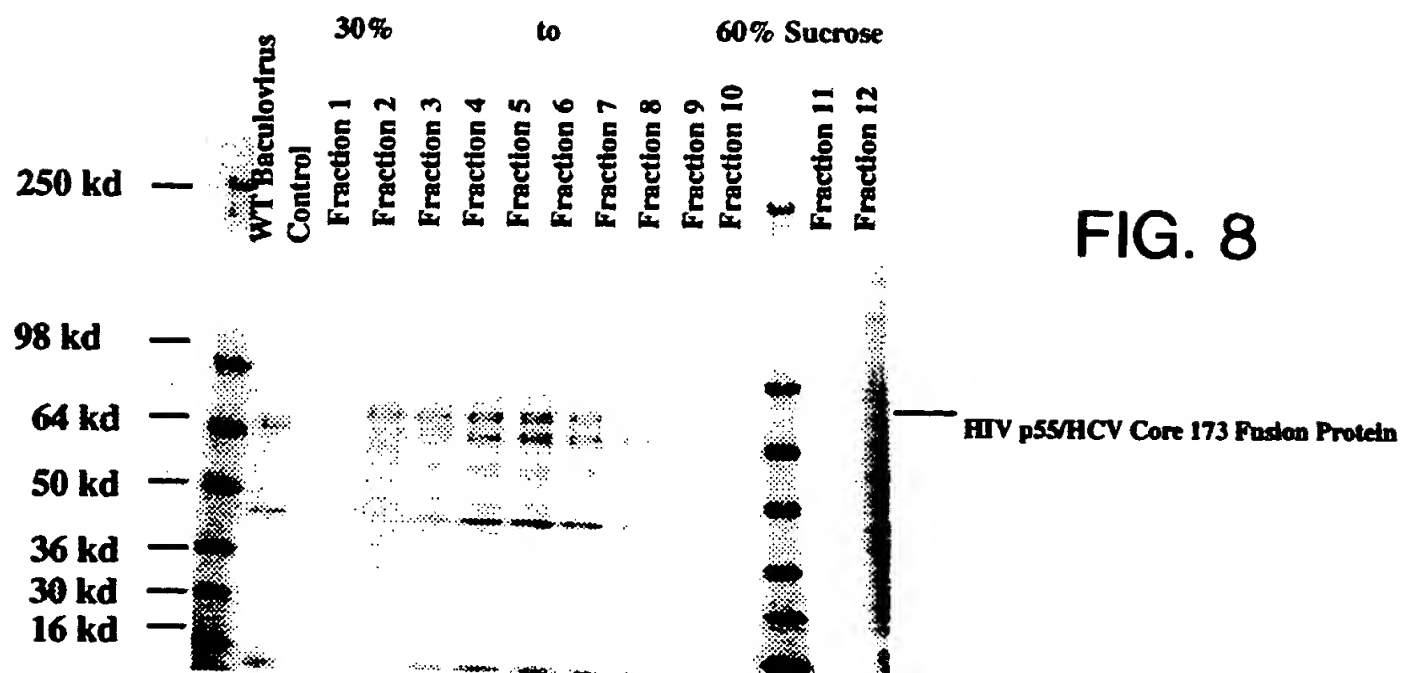 30% to 60% Sucrose
WT Baculovirus
Control
Fraction 1
Fraction 2
Fraction 3
Fraction 4
Fraction 5
Fraction 6
Fraction 7
Fraction 8
Fraction 9
Fraction 10
Fraction 11
Fraction 12
250 kd
FIG. 8
98 kd
64 kd
HIV p55/HCV Core 173 Fusion Protein
50 kd
36 kd
30 kd
16 kd